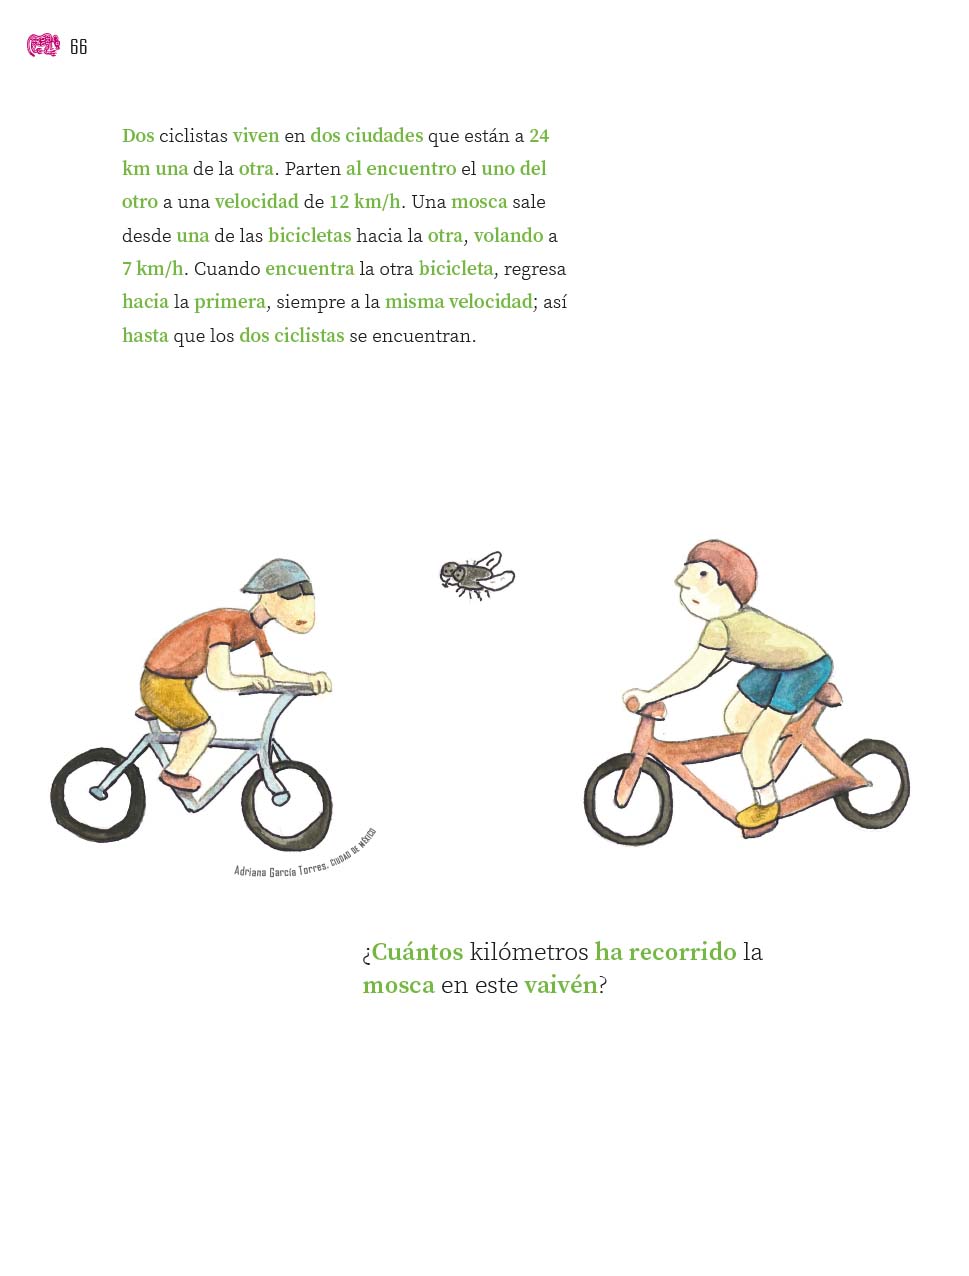 66
Dos ciclistas viven en dos ciudades que están a 24
km una de la otra. Parten al encuentro el uno del
otro a una velocidad de 12 km/h. Una mosca sale
desde una de las bicicletas hacia la otra, volando a
7 km/h. Cuando encuentra la otra bicicleta, regresa
hacia la primera, siempre a la misma velocidad; así
hasta que los dos ciclistas se encuentran.
Adriana García Torres, CIUDAD DE MÉXICO
¿Cuántos kilómetros ha recorrido la
mosca en este vaivén?